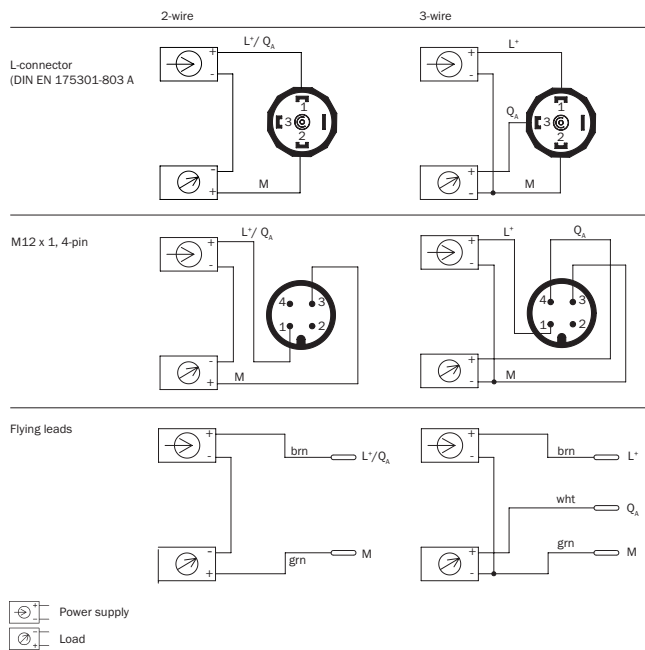 2-wire 3-wire
L-connector
(DIN EN 175301-803 A
L⁺/ Q_A
+
-
1
3
2
-
+
M
L⁺
+
-
Q_A
1
3
2
+
-
M
M12 x 1, 4-pin
L⁺/ Q_A
+
-
4 3
1 2
-
+
M
L⁺ Q_A
+
-
4 3
1 2
+
-
M
Flying leads
+
-
brn L⁺/Q_A
-
+
grn M
+
-
brn L⁺
wht Q_A
+
-
grn M
+
-
Power supply
-
+
Load